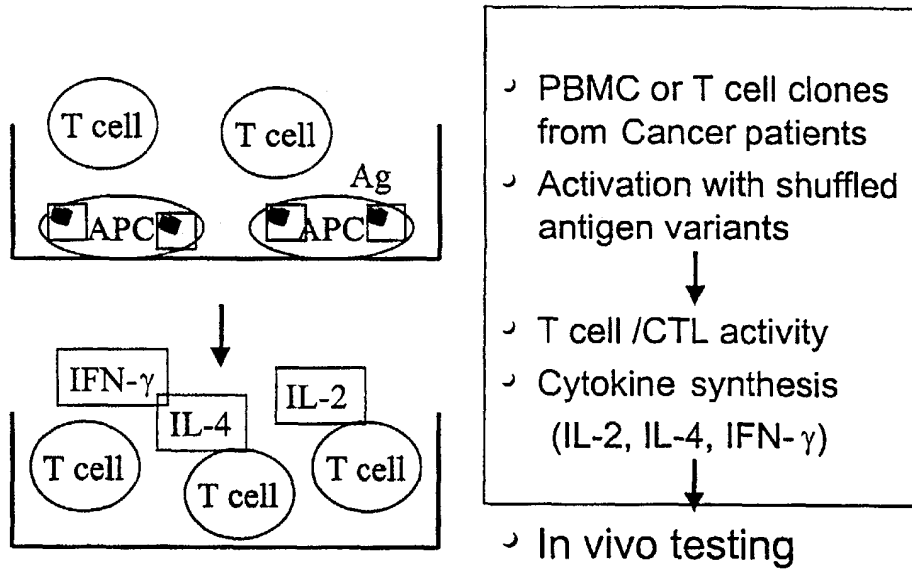 T cell
T cell
Ag
APC
APC
IFN-γ
IL-4
IL-2
T cell
T cell
T cell
PBMC or T cell clones
from Cancer patients
Activation with shuffled
antigen variants
T cell /CTL activity
Cytokine synthesis
(IL-2, IL-4, IFN- γ)
In vivo testing